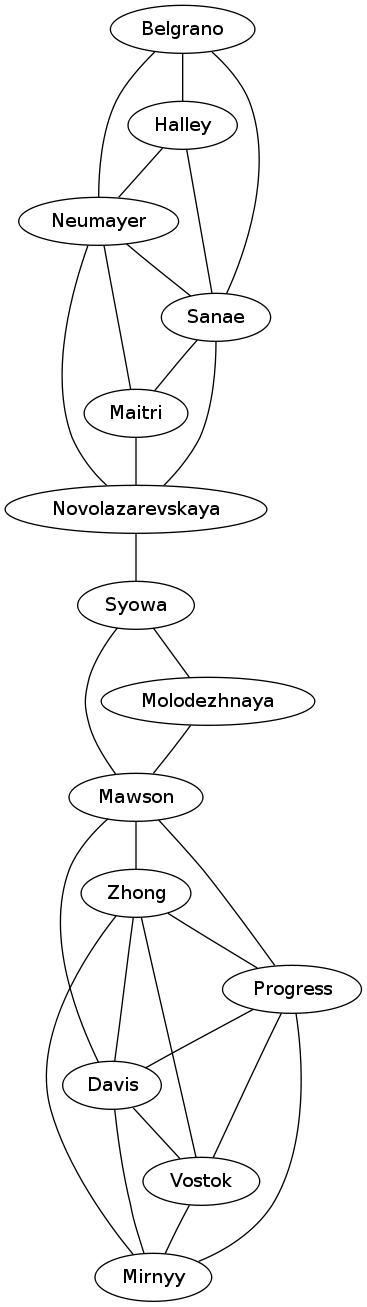 Belgrano
Halley
Neumayer
Sanae
Maitri
Novolazarevskaya
Syowa
Molodezhnaya
Mawson
Zhong
Progress
Davis
Vostok
Mirnyy